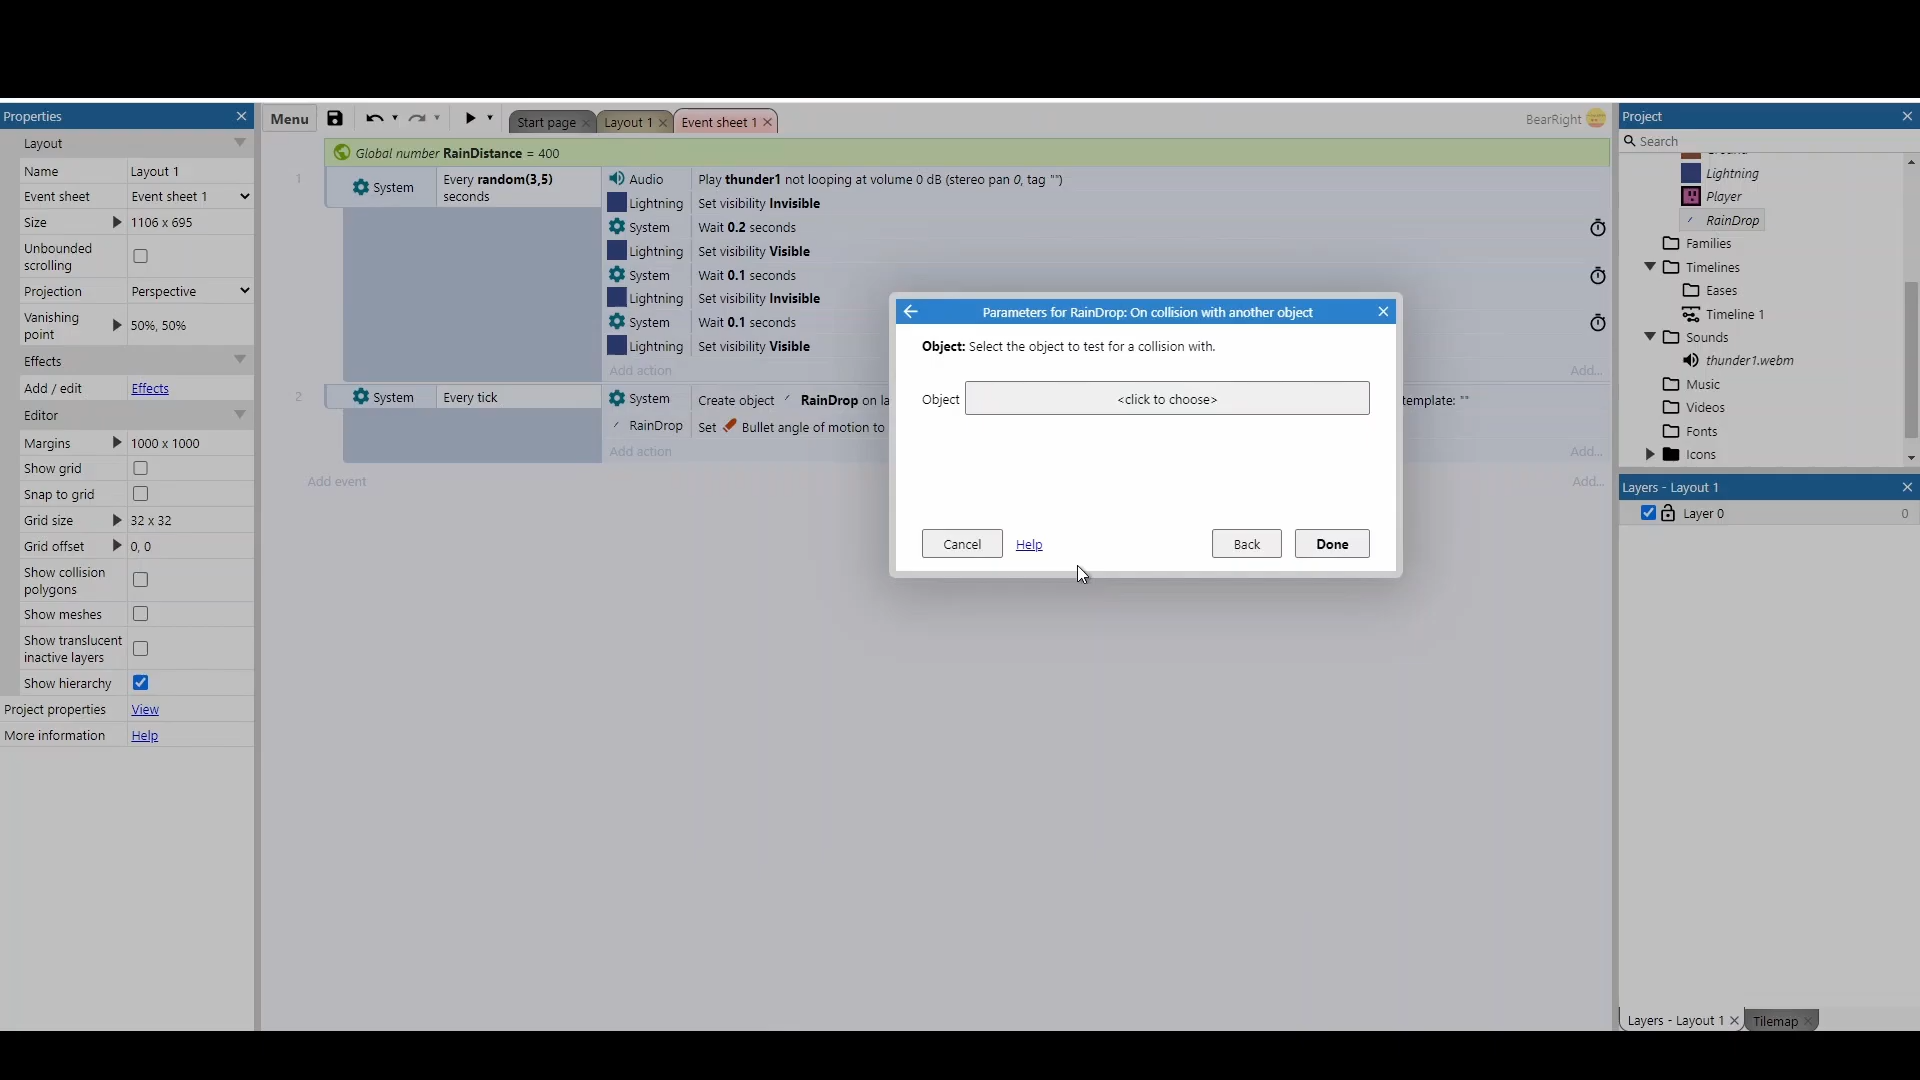 Properties
Layout
Name Layout 1
Event sheet Event sheet 1
Size 1106 x 695
Unbounded
scrolling
Projection Perspective
Vanishing
point
50%, 50%
Effects
Add / edit Effects
Editor
Margins 1000 x 1000
Show grid
Snap to grid
Grid size 32 x 32
Grid offset 0, 0
Show collision
polygons
Show meshes
Show translucent
inactive layers
Show hierarchy
Project properties View
More information Help
Menu
Start page
Layout 1
Event sheet 1
BearRight
Global number RainDistance = 400
1
System
Every random(3,5)
seconds
Audio Play thunder1 not looping at volume 0 dB (stereo pan 0, tag "")
Lightning Set visibility Invisible
System Wait 0.2 seconds
Lightning Set visibility Visible
System Wait 0.1 seconds
Lightning Set visibility Invisible
System Wait 0.1 seconds
Lightning Set visibility Visible
Add action Add...
2
System Every tick
System Create object RainDrop on la
template: ""
RainDrop Set Bullet angle of motion to
Add action Add...
Add event Add...
Parameters for RainDrop: On collision with another object
Object: Select the object to test for a collision with.
Object <click to choose>
Cancel Help Back Done
Project
Search
Lightning
Player
RainDrop
Families
Timelines
Eases
Timeline 1
Sounds
thunder1.webm
Music
Videos
Fonts
Icons
Layers - Layout 1
Layer 0 0
Layers - Layout 1 Tilemap